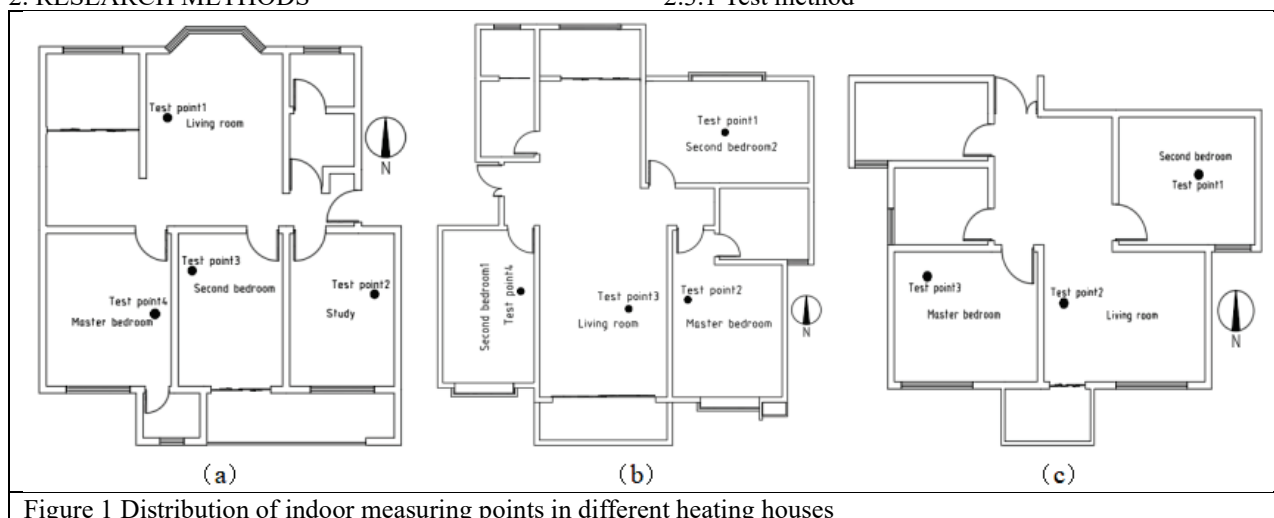 2. RESEARCH METHODS
2.3.1 Test method
Test point1
Living room
N
Test point3
Second bedroom
Test point2
Study
Test point4
Master bedroom
(a)
Test point1
Second bedroom2
Second bedroom1
Test point4
Test point3
Living room
Test point2
Master bedroom
N
(b)
Second bedroom
Test point1
Test point3
Master bedroom
Test point2
Living room
N
(c)
Figure 1 Distribution of indoor measuring points in different heating houses